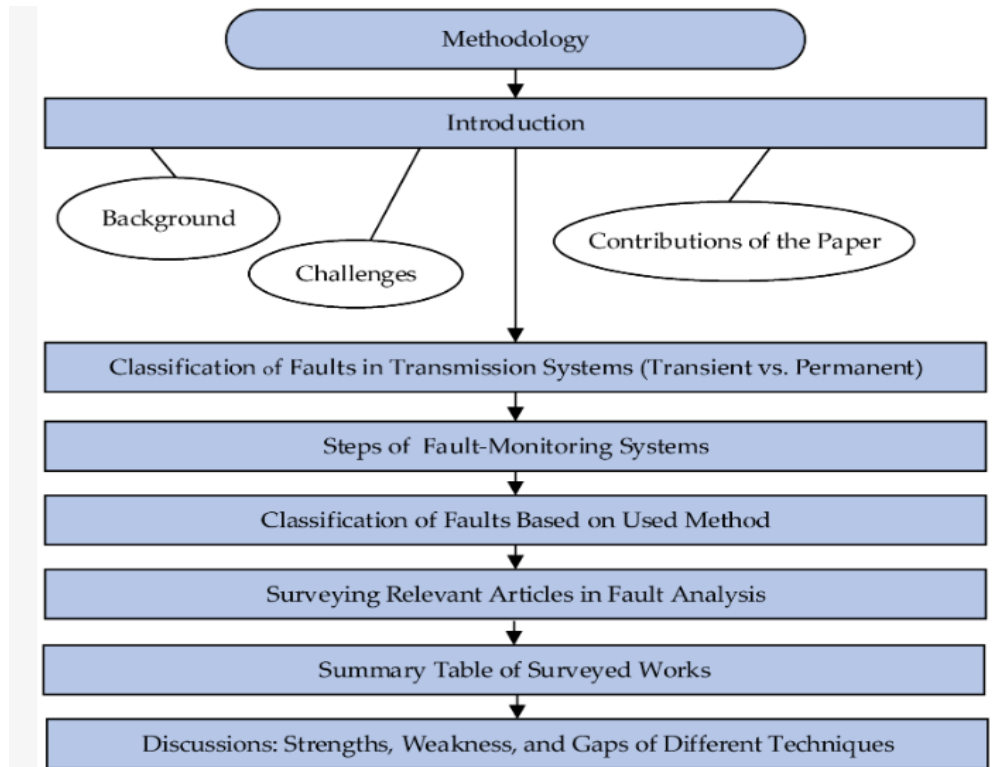 Methodology
Introduction
Background
Challenges
Contributions of the Paper
Classification of Faults in Transmission Systems (Transient vs. Permanent)
Steps of Fault-Monitoring Systems
Classification of Faults Based on Used Method
Surveying Relevant Articles in Fault Analysis
Summary Table of Surveyed Works
Discussions: Strengths, Weakness, and Gaps of Different Techniques